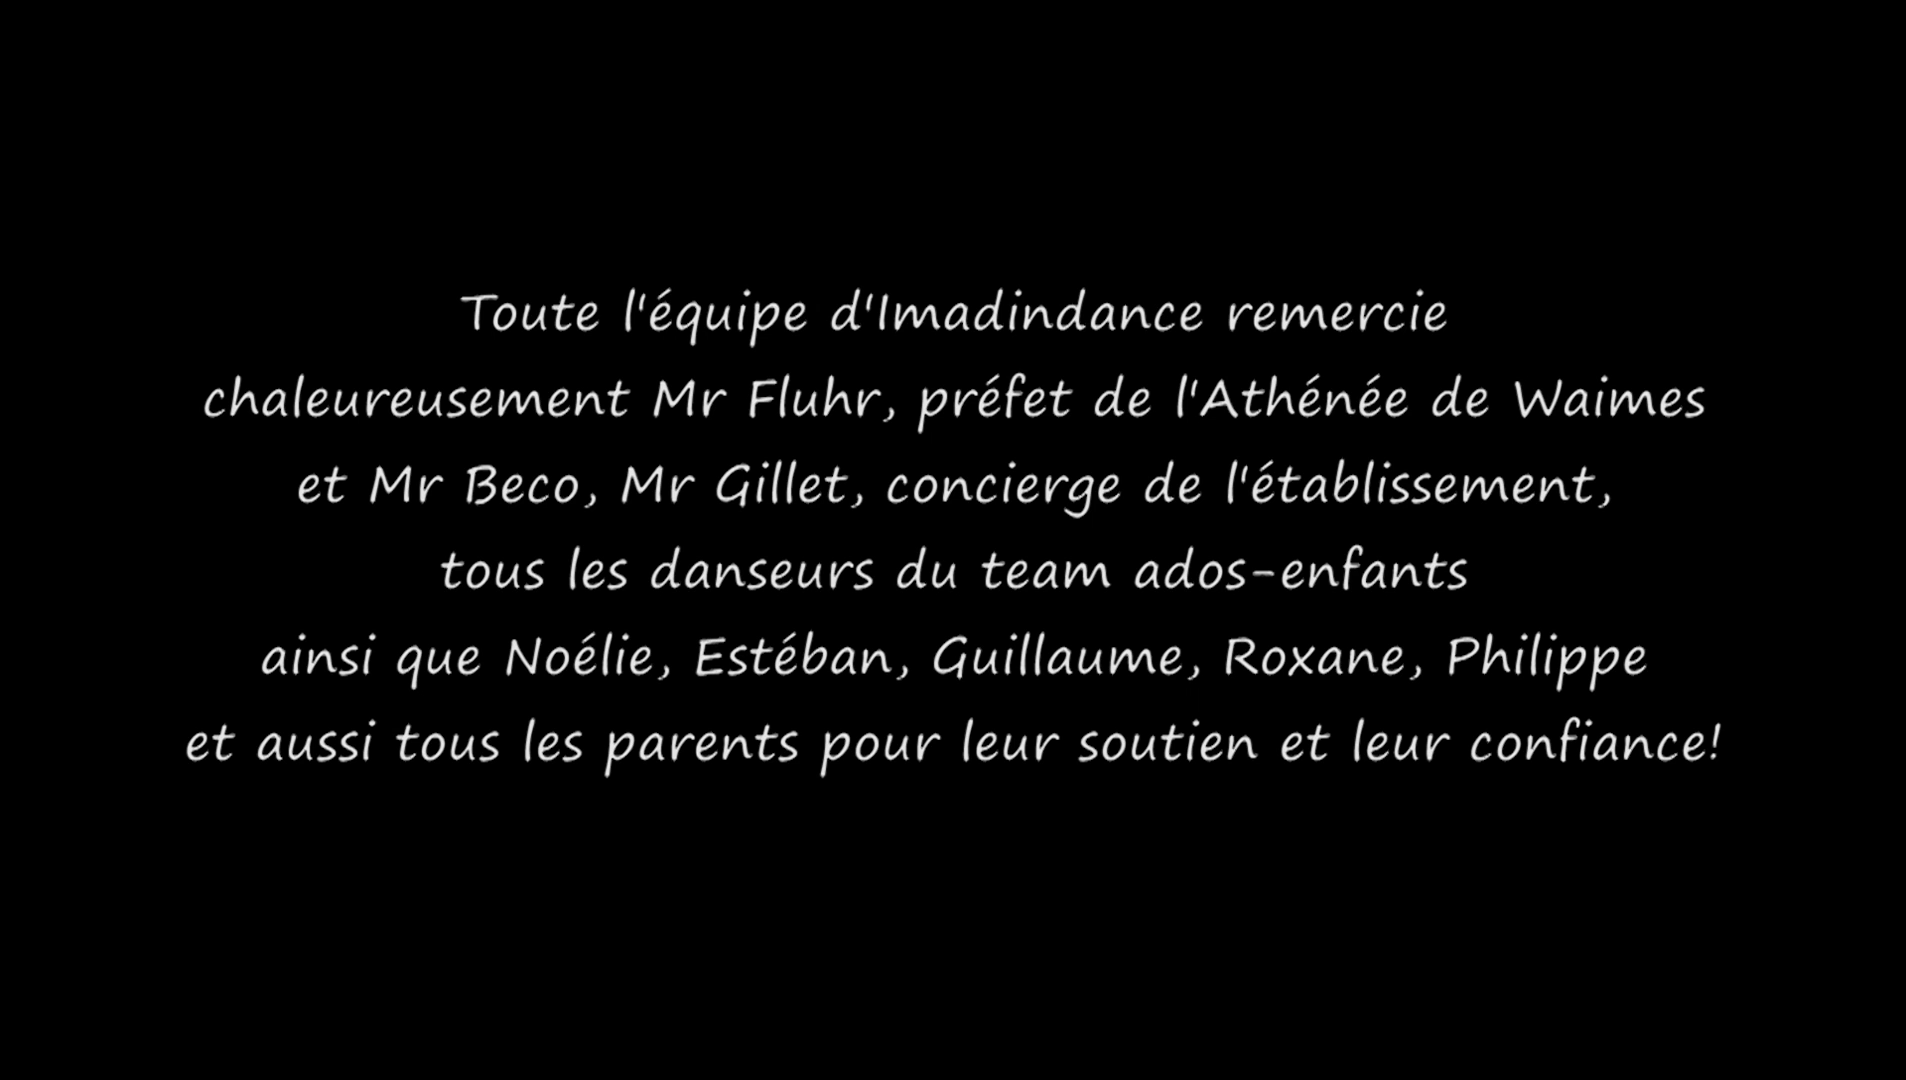 Toute l'équipe d'Imadindance remercie
chaleureusement Mr Fluhr, préfet de l'Athénée de Waimes
et Mr Beco, Mr Gillet, concierge de l'établissement,
tous les danseurs du team ados-enfants
ainsi que Noélie, Estéban, Guillaume, Roxane, Philippe
et aussi tous les parents pour leur soutien et leur confiance!